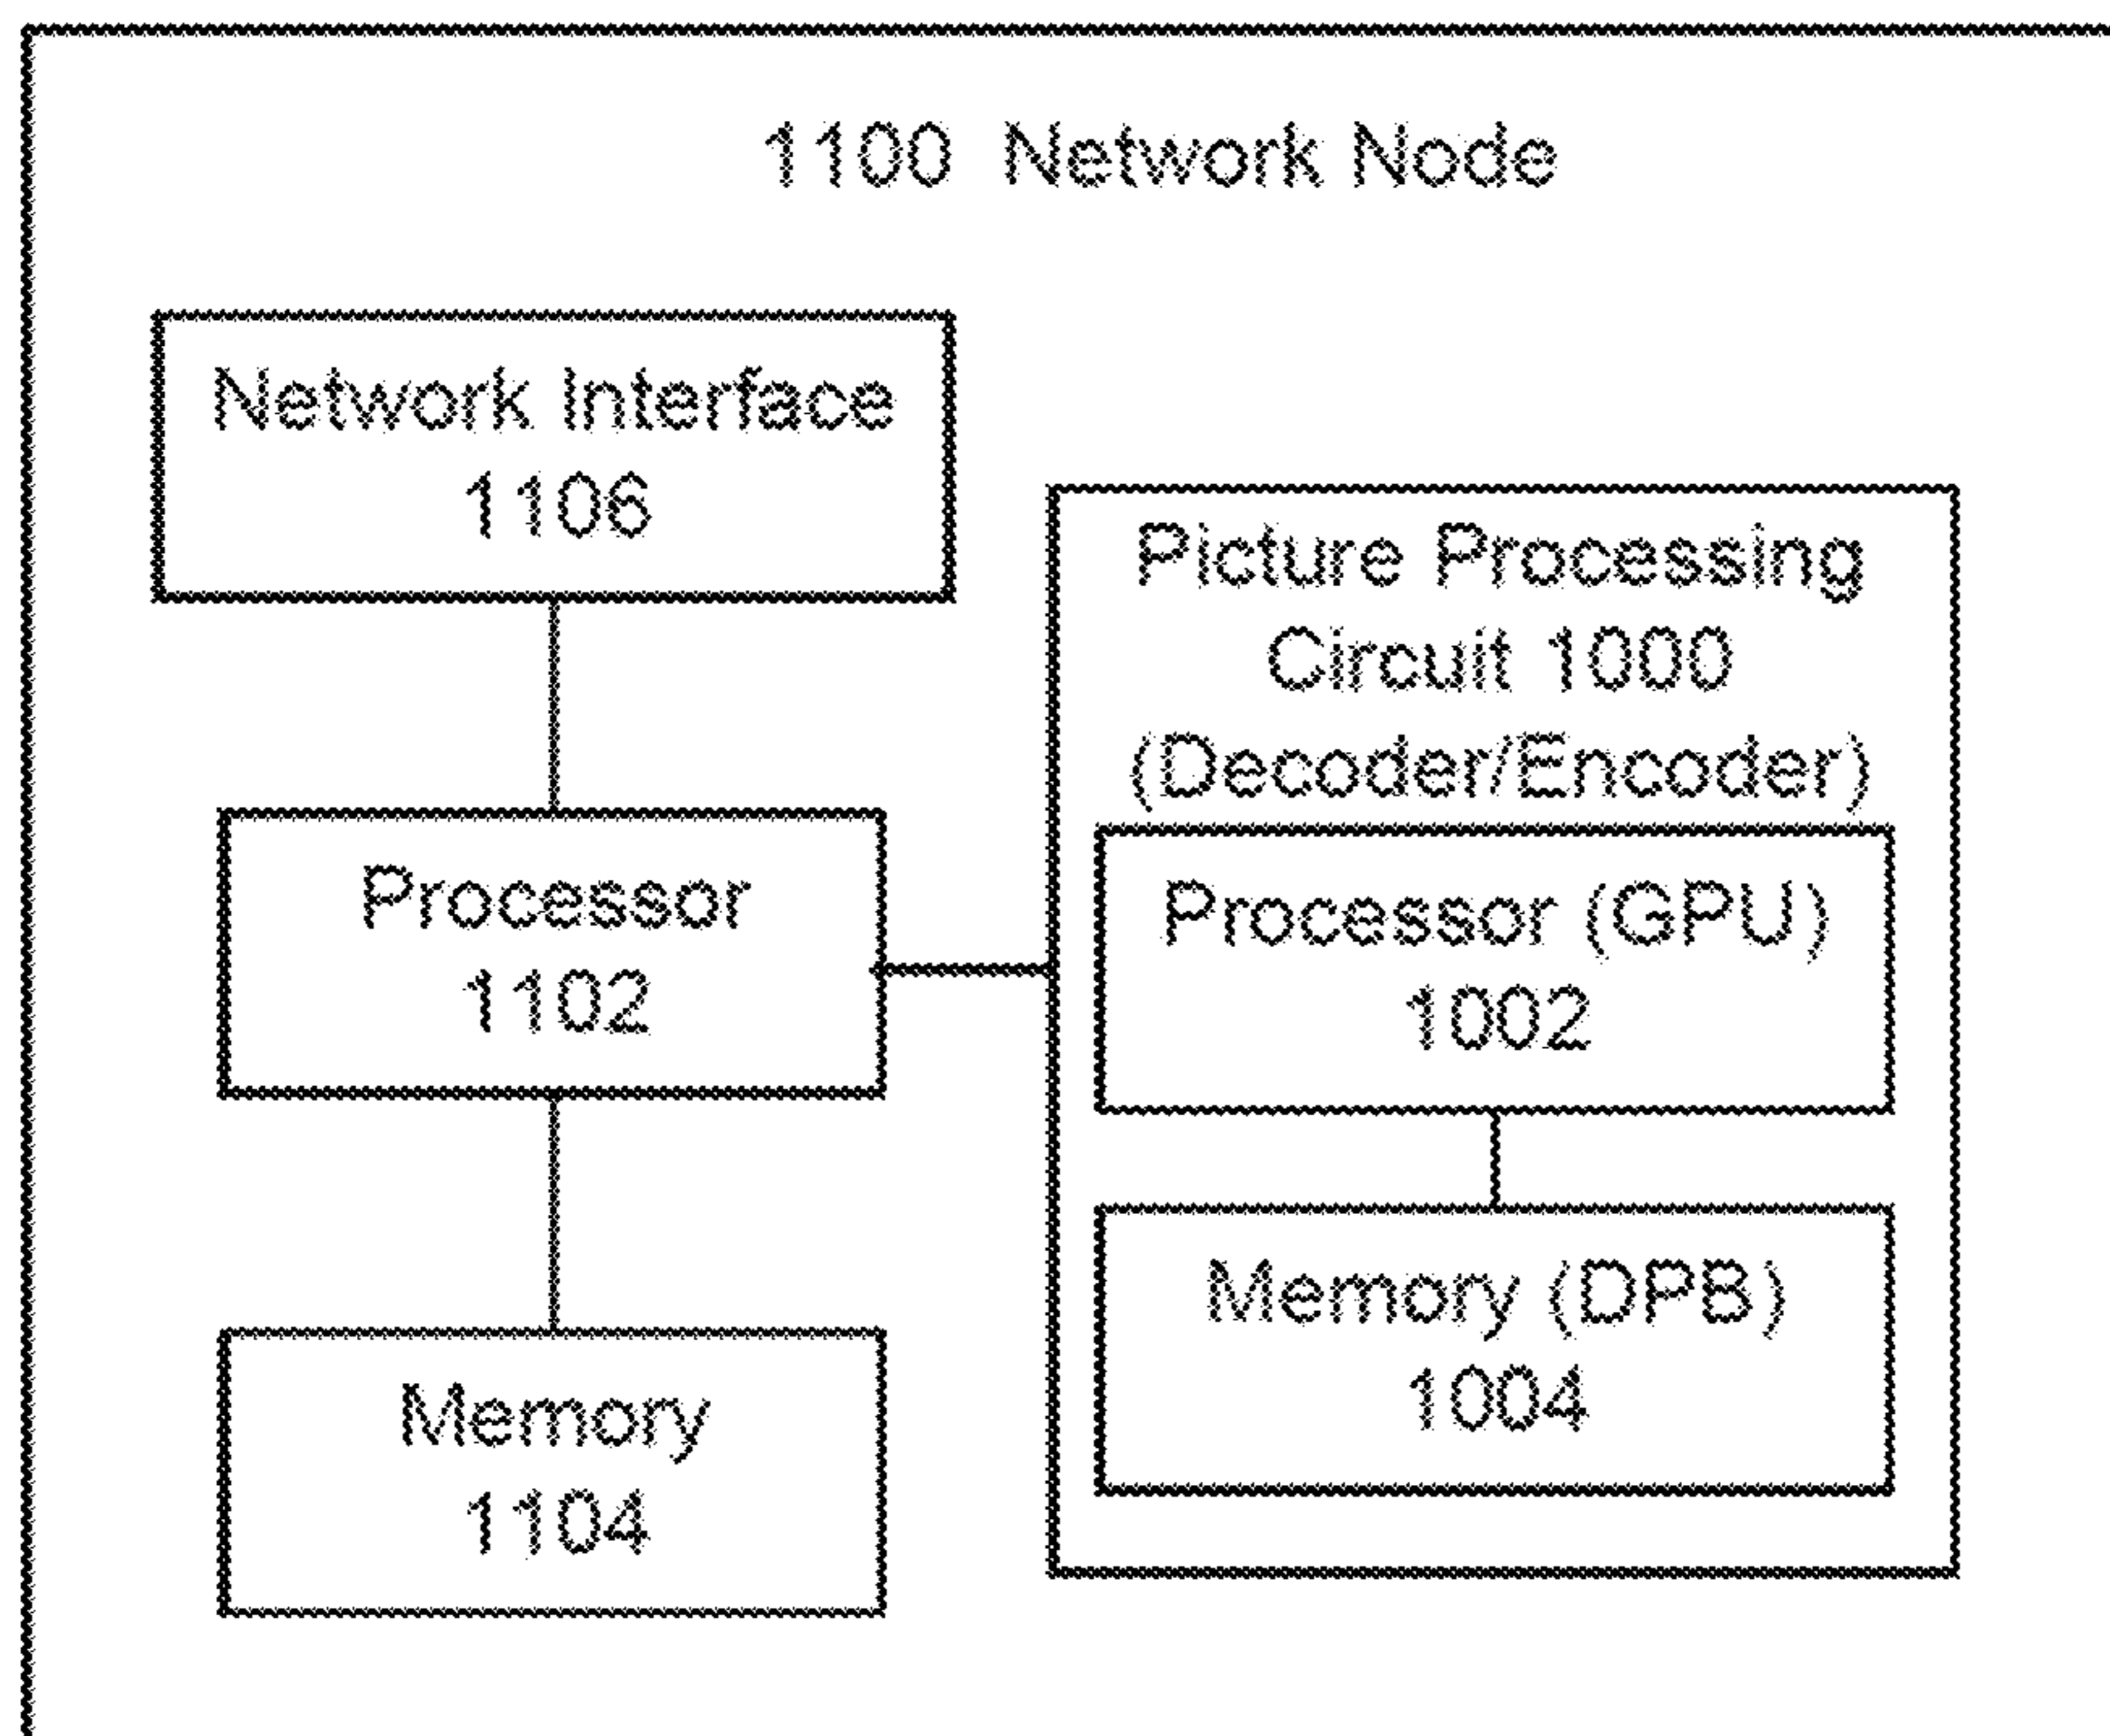 1100 Network Node
Network Interface
1106
Processor
1102
Memory
1104
Picture Processing
Circuit 1000
(Decoder/Encoder)
Processor (GPU)
1002
Memory (DPB)
1004